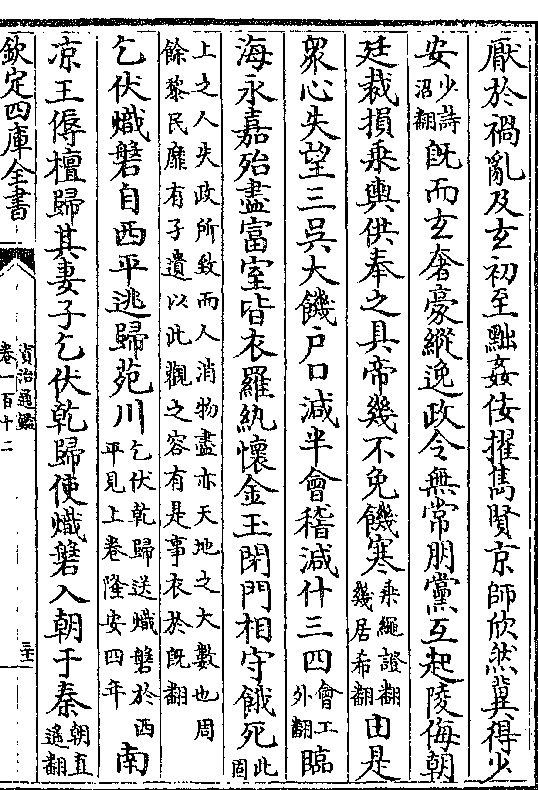 厭於禍亂及玄初至黜姦佞擢雋賢京師欣然冀得少
安少詩沼翻既而玄奢豪縱逸政令無常朋黨互起陵侮朝
廷裁損乘輿供奉之具帝幾不免饑寒乘繩證翻幾居希翻由是
衆心失望三吳大饑戶口減半會稽減什三四會工外翻臨
海永嘉殆盡富室皆衣羅紈懷金玉閉門相守餓死此固
上之人失政所致而人消物盡亦天地之大數也周
餘黎民靡有孑遺以此觀之容有是事衣於既翻
乞伏熾磐自西平逃歸苑川乞伏乾歸送熾磐於西平見上卷隆安四年南
涼王傉檀歸其妻子乞伏乾歸使熾磐入朝于秦朝直遙翻
欽定四庫全書
資治通鑑
卷一百十二